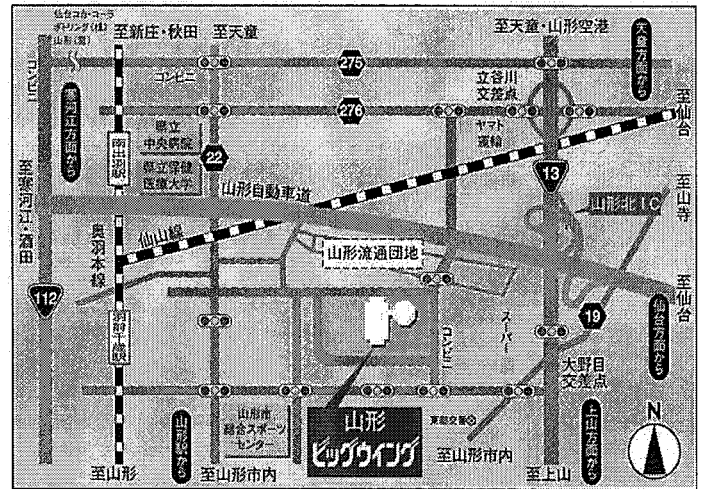 仙台コカ・コーラ
ボトリング(株)
山形(営)
至新庄・秋田
至天童
至天童・山形空港
天童方面から
コンビニ
コンビニ
275
立谷川
交差点
寒河江方面から
276
ヤマト
運輸
至仙台
県立
中央病院
南出羽駅
22
県立保健
医療大学
13
至山寺
山形自動車道
山形北IC
至寒河江・酒田
奥羽本線
仙山線
山形流通団地
至仙台
112
羽前千歳駅
コンビニ
スーパー
19
仙台方面から
大野目
交差点
山形駅から
山形市
総合スポーツ
センター
山形
ビッグウイング
上山方面から
N
至山形
至山形市内
至山形市内
至上山